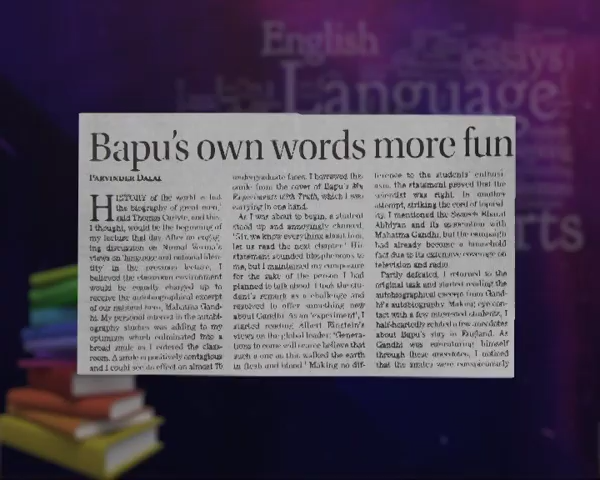 English
essays
Language
arts
Bapu's own words more fun
PARVINDER DALAL
HISTORY of the world is but
the biography of great men,'
said Thomas Carlyle, and this,
I thought, would be the beginning of
my lecture that day. After an engag-
ing discussion on
views on 'language and national iden-
tity' in the previous lecture, I
believed the classroom environment
would be equally charged up to
receive the autobiographical excerpt
of our national hero, Mahatma Gand-
hi. My personal interest in the autobi-
ography studies was adding to my
optimism which culminated into a
broad smile as I entered the class-
room. A smile is positively contagious
and I could see its effect on almost 70
undergraduate faces. I borrowed the
smile from the cover of Bapu's My
Experiments with Truth, which I was
carrying in one hand.
As I was about to begin, a student
stood up and annoyingly chanted,
'Sir, we know everything about him,
let us read the next chapter.' His
statement sounded blasphemous to
me, but I maintained my composure
for the sake of the person I had
planned to talk about. I took the stu-
dent's remark as a challenge and
resolved to offer something new
about Gandhi. As an 'experiment', I
started reading Albert Einstein's
views on the global leader: 'Genera-
tions to come will scarce believe that
such a one as this walked the earth
in flesh and blood.' Making no dif-
ference to the students' enthusi-
asm, the statement proved that the
scientist was right. In another
attempt, striking the cord of
I mentioned the Swachh Bharat
Abhiyan and its association with
Mahatma Gandhi, but the campaign
had already become a household
fact due to its extensive coverage on
television and radio.
Partly defeated, I returned to the
original task and started reading the
autobiographical excerpt from Gand-
hi's autobiography. Making eye con-
tact with a few interested students, I
half-heartedly related a few anecdotes
about Bapu's stay in England. As
Gandhi was
himself
through these anecdotes, I noticed
that the smiles were conspicuously